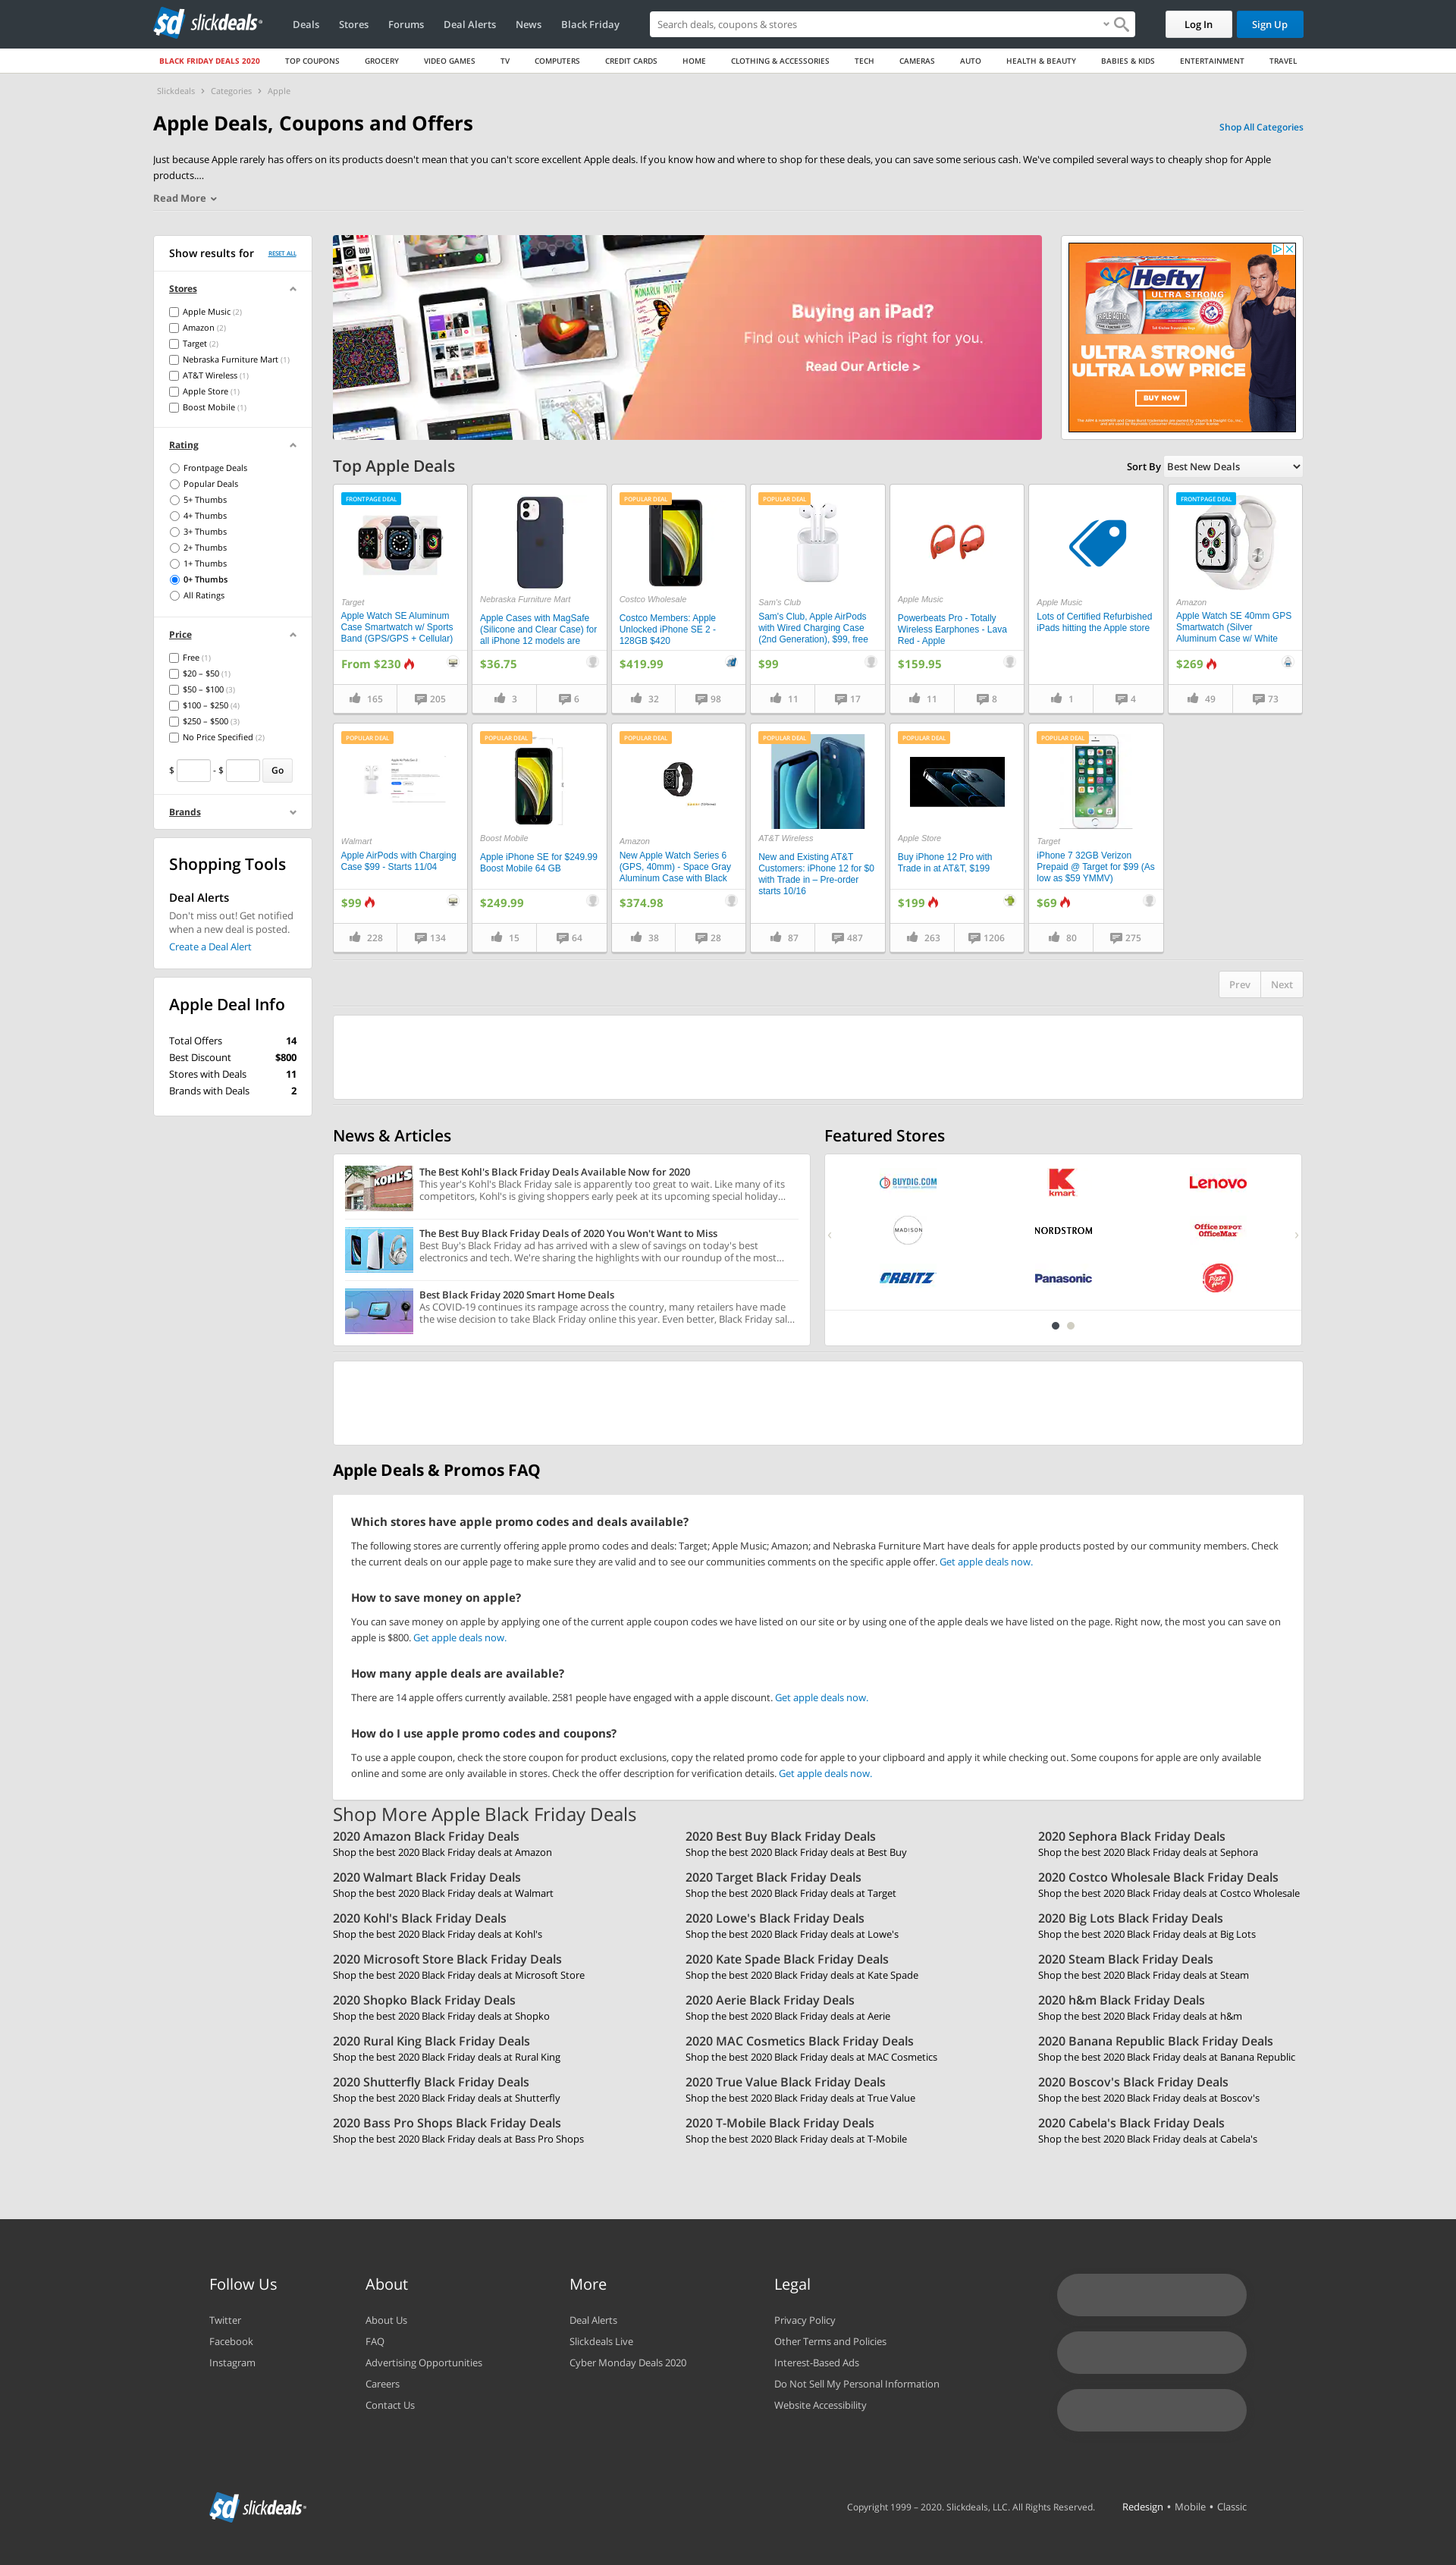 sd slickdeals
Deals
Stores
Forums
Deal Alerts
News
Black Friday
Search deals, coupons & stores
Log In
Sign Up
BLACK FRIDAY DEALS 2020
TOP COUPONS
GROCERY
VIDEO GAMES
TV
COMPUTERS
CREDIT CARDS
HOME
CLOTHING & ACCESSORIES
TECH
CAMERAS
AUTO
HEALTH & BEAUTY
BABIES & KIDS
ENTERTAINMENT
TRAVEL
Slickdeals > Categories > Apple
Apple Deals, Coupons and Offers
Shop All Categories
Just because Apple rarely has offers on its products doesn't mean that you can't score excellent Apple deals. If you know how and where to shop for these deals, you can save some serious cash. We've compiled several ways to cheaply shop for Apple
products....
Read More
Show results for
RESET ALL
Stores
Apple Music (2)
Amazon (2)
Target (2)
Nebraska Furniture Mart (1)
AT&T Wireless (1)
Apple Store (1)
Boost Mobile (1)
Rating
Frontpage Deals
Popular Deals
5+ Thumbs
4+ Thumbs
3+ Thumbs
2+ Thumbs
1+ Thumbs
0+ Thumbs
All Ratings
Price
Free (1)
$20 – $50 (1)
$50 – $100 (3)
$100 – $250 (4)
$250 – $500 (3)
No Price Specified (2)
$ - $ Go
Brands
Shopping Tools
Deal Alerts
Don't miss out! Get notified
when a new deal is posted.
Create a Deal Alert
Apple Deal Info
Total Offers 14
Best Discount $800
Stores with Deals 11
Brands with Deals 2
Buying an iPad?
Find out which iPad is right for you.
Read Our Article >
Hefty
ULTRA STRONG
TRIPLE ACTION
ARM & HAMMER
ULTRA STRONG
ULTRA LOW PRICE
BUY NOW
Top Apple Deals
Sort By Best New Deals
FRONTPAGE DEAL
Target
Apple Watch SE Aluminum
Case Smartwatch w/ Sports
Band (GPS/GPS + Cellular)
From $230
165
205
Nebraska Furniture Mart
Apple Cases with MagSafe
(Silicone and Clear Case) for
all iPhone 12 models are
$36.75
3
6
POPULAR DEAL
Costco Wholesale
Costco Members: Apple
Unlocked iPhone SE 2 -
128GB $420
$419.99
32
98
POPULAR DEAL
Sam's Club
Sam's Club, Apple AirPods
with Wired Charging Case
(2nd Generation), $99, free
$99
11
17
Apple Music
Powerbeats Pro - Totally
Wireless Earphones - Lava
Red - Apple
$159.95
11
8
Apple Music
Lots of Certified Refurbished
iPads hitting the Apple store
1
4
FRONTPAGE DEAL
Amazon
Apple Watch SE 40mm GPS
Smartwatch (Silver
Aluminum Case w/ White
$269
49
73
POPULAR DEAL
Walmart
Apple AirPods with Charging
Case $99 - Starts 11/04
$99
228
134
POPULAR DEAL
Boost Mobile
Apple iPhone SE for $249.99
Boost Mobile 64 GB
$249.99
15
64
POPULAR DEAL
Amazon
New Apple Watch Series 6
(GPS, 40mm) - Space Gray
Aluminum Case with Black
$374.98
38
28
POPULAR DEAL
AT&T Wireless
New and Existing AT&T
Customers: iPhone 12 for $0
with Trade in – Pre-order
starts 10/16
87
487
POPULAR DEAL
Apple Store
Buy iPhone 12 Pro with
Trade in at AT&T, $199
$199
263
1206
POPULAR DEAL
Target
iPhone 7 32GB Verizon
Prepaid @ Target for $99 (As
low as $59 YMMV)
$69
80
275
Prev
Next
News & Articles
KOHL'S
The Best Kohl's Black Friday Deals Available Now for 2020
This year's Kohl's Black Friday sale is apparently too great to wait. Like many of its
competitors, Kohl's is giving shoppers early peek at its upcoming special holiday...
The Best Buy Black Friday Deals of 2020 You Won't Want to Miss
Best Buy's Black Friday ad has arrived with a slew of savings on today's best
electronics and tech. We're sharing the highlights with our roundup of the most...
Best Black Friday 2020 Smart Home Deals
As COVID-19 continues its rampage across the country, many retailers have made
the wise decision to take Black Friday online this year. Even better, Black Friday sal...
Featured Stores
BUYDIG.COM
kmart
Lenovo
MADISON
NORDSTROM
Office DEPOT
OfficeMax
ORBITZ
Panasonic
Pizza Hut
Apple Deals & Promos FAQ
Which stores have apple promo codes and deals available?
The following stores are currently offering apple promo codes and deals: Target; Apple Music; Amazon; and Nebraska Furniture Mart have deals for apple products posted by our community members. Check
the current deals on our apple page to make sure they are valid and to see our communities comments on the specific apple offer. Get apple deals now.
How to save money on apple?
You can save money on apple by applying one of the current apple coupon codes we have listed on our site or by using one of the apple deals we have listed on the page. Right now, the most you can save on
apple is $800. Get apple deals now.
How many apple deals are available?
There are 14 apple offers currently available. 2581 people have engaged with a apple discount. Get apple deals now.
How do I use apple promo codes and coupons?
To use a apple coupon, check the store coupon for product exclusions, copy the related promo code for apple to your clipboard and apply it while checking out. Some coupons for apple are only available
online and some are only available in stores. Check the offer description for verification details. Get apple deals now.
Shop More Apple Black Friday Deals
2020 Amazon Black Friday Deals
Shop the best 2020 Black Friday deals at Amazon
2020 Best Buy Black Friday Deals
Shop the best 2020 Black Friday deals at Best Buy
2020 Sephora Black Friday Deals
Shop the best 2020 Black Friday deals at Sephora
2020 Walmart Black Friday Deals
Shop the best 2020 Black Friday deals at Walmart
2020 Target Black Friday Deals
Shop the best 2020 Black Friday deals at Target
2020 Costco Wholesale Black Friday Deals
Shop the best 2020 Black Friday deals at Costco Wholesale
2020 Kohl's Black Friday Deals
Shop the best 2020 Black Friday deals at Kohl's
2020 Lowe's Black Friday Deals
Shop the best 2020 Black Friday deals at Lowe's
2020 Big Lots Black Friday Deals
Shop the best 2020 Black Friday deals at Big Lots
2020 Microsoft Store Black Friday Deals
Shop the best 2020 Black Friday deals at Microsoft Store
2020 Kate Spade Black Friday Deals
Shop the best 2020 Black Friday deals at Kate Spade
2020 Steam Black Friday Deals
Shop the best 2020 Black Friday deals at Steam
2020 Shopko Black Friday Deals
Shop the best 2020 Black Friday deals at Shopko
2020 Aerie Black Friday Deals
Shop the best 2020 Black Friday deals at Aerie
2020 h&m Black Friday Deals
Shop the best 2020 Black Friday deals at h&m
2020 Rural King Black Friday Deals
Shop the best 2020 Black Friday deals at Rural King
2020 MAC Cosmetics Black Friday Deals
Shop the best 2020 Black Friday deals at MAC Cosmetics
2020 Banana Republic Black Friday Deals
Shop the best 2020 Black Friday deals at Banana Republic
2020 Shutterfly Black Friday Deals
Shop the best 2020 Black Friday deals at Shutterfly
2020 True Value Black Friday Deals
Shop the best 2020 Black Friday deals at True Value
2020 Boscov's Black Friday Deals
Shop the best 2020 Black Friday deals at Boscov's
2020 Bass Pro Shops Black Friday Deals
Shop the best 2020 Black Friday deals at Bass Pro Shops
2020 T-Mobile Black Friday Deals
Shop the best 2020 Black Friday deals at T-Mobile
2020 Cabela's Black Friday Deals
Shop the best 2020 Black Friday deals at Cabela's
Follow Us
Twitter
Facebook
Instagram
About
About Us
FAQ
Advertising Opportunities
Careers
Contact Us
More
Deal Alerts
Slickdeals Live
Cyber Monday Deals 2020
Legal
Privacy Policy
Other Terms and Policies
Interest-Based Ads
Do Not Sell My Personal Information
Website Accessibility
sd slickdeals
Copyright 1999 – 2020. Slickdeals, LLC. All Rights Reserved.
Redesign • Mobile • Classic